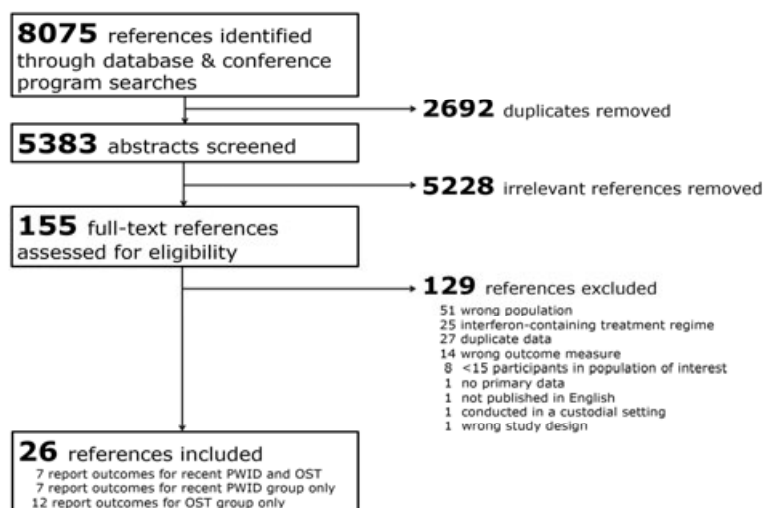 8075 references identified
through database & conference
program searches
2692 duplicates removed
5383 abstracts screened
5228 irrelevant references removed
155 full-text references
assessed for eligibility
129 references excluded
51 wrong population
25 interferon-containing treatment regime
27 duplicate data
14 wrong outcome measure
8 <15 participants in population of interest
1 no primary data
1 not published in English
1 conducted in a custodial setting
1 wrong study design
26 references included
7 report outcomes for recent PWID and OST
7 report outcomes for recent PWID group only
12 report outcomes for OST group only